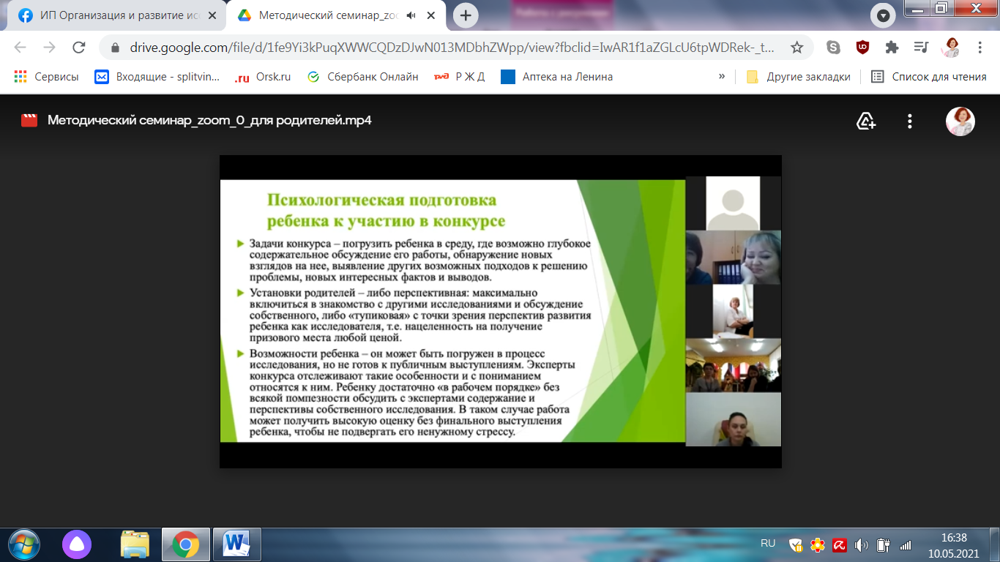 ИП Организация и развитие исс
Методический семинар_zoo
drive.google.com/file/d/1fe9Yi3kPuqXWWCQDzDJwN013MDbhZWpp/view?fbclid=IwAR1f1aZGLcU6tpWDRek-_t...
Сервисы
Входящие - splitvin...
.ru Orsk.ru
Сбербанк Онлайн
РЖД Р Ж Д
Аптека на Ленина
»
Другие закладки
Список для чтения
Методический семинар_zoom_0_для родителей.mp4
Психологическая подготовка
ребенка к участию в конкурсе
Задачи конкурса – погрузить ребенка в среду, где возможно глубокое
содержательное обсуждение его работы, обнаружение новых
взглядов на нее, выявление других возможных подходов к решению
проблемы, новых интересных фактов и выводов.
Установки родителей – либо перспективная: максимально
включиться в знакомство с другими исследованиями и обсуждение
собственного, либо «тупиковая» с точки зрения перспектив развития
ребенка как исследователя, т.е. нацеленность на получение
призового места любой ценой.
Возможности ребенка – он может быть погружен в процесс
исследования, но не готов к публичным выступлениям. Эксперты
конкурса отслеживают такие особенности и с пониманием
относятся к ним. Ребенку достаточно «в рабочем порядке» без
всякой помпезности обсудить с экспертами содержание и
перспективы собственного исследования. В таком случае работа
может получить высокую оценку без финального выступления
ребенка, чтобы не подвергать его ненужному стрессу.
RU
16:38
10.05.2021